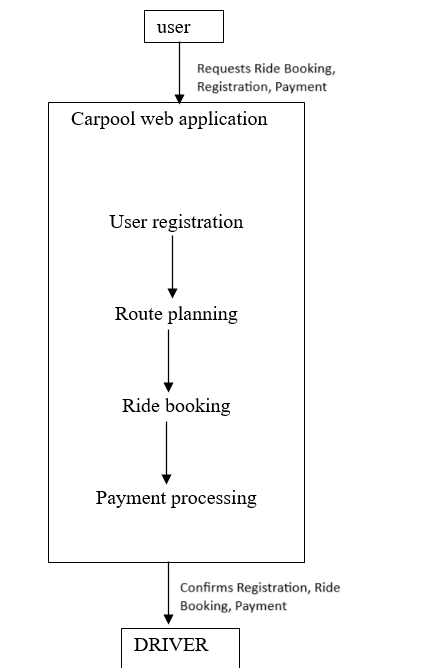 user
Requests Ride Booking,
Registration, Payment
Carpool web application
User registration
Route planning
Ride booking
Payment processing
Confirms Registration, Ride
Booking, Payment
DRIVER